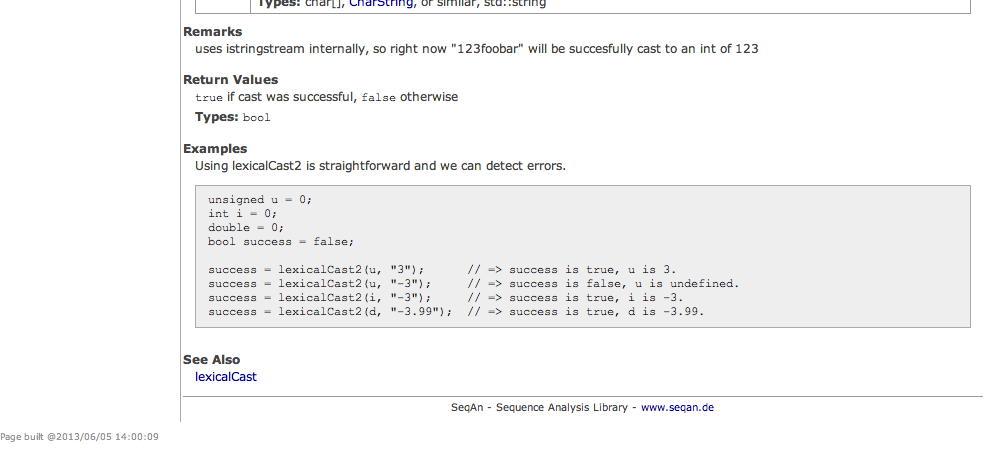 Types: char[], CharString, or similar, std::string
Remarks
uses istringstream internally, so right now "123foobar" will be succesfully cast to an int of 123
Return Values
true if cast was successful, false otherwise
Types: bool
Examples
Using lexicalCast2 is straightforward and we can detect errors.
unsigned u = 0;
int i = 0;
double = 0;
bool success = false;
success = lexicalCast2(u, "3");      // => success is true, u is 3.
success = lexicalCast2(u, "-3");     // => success is false, u is undefined.
success = lexicalCast2(i, "-3");     // => success is true, i is -3.
success = lexicalCast2(d, "-3.99");  // => success is true, d is -3.99.
See Also
lexicalCast
SeqAn - Sequence Analysis Library - www.seqan.de
Page built @2013/06/05 14:00:09